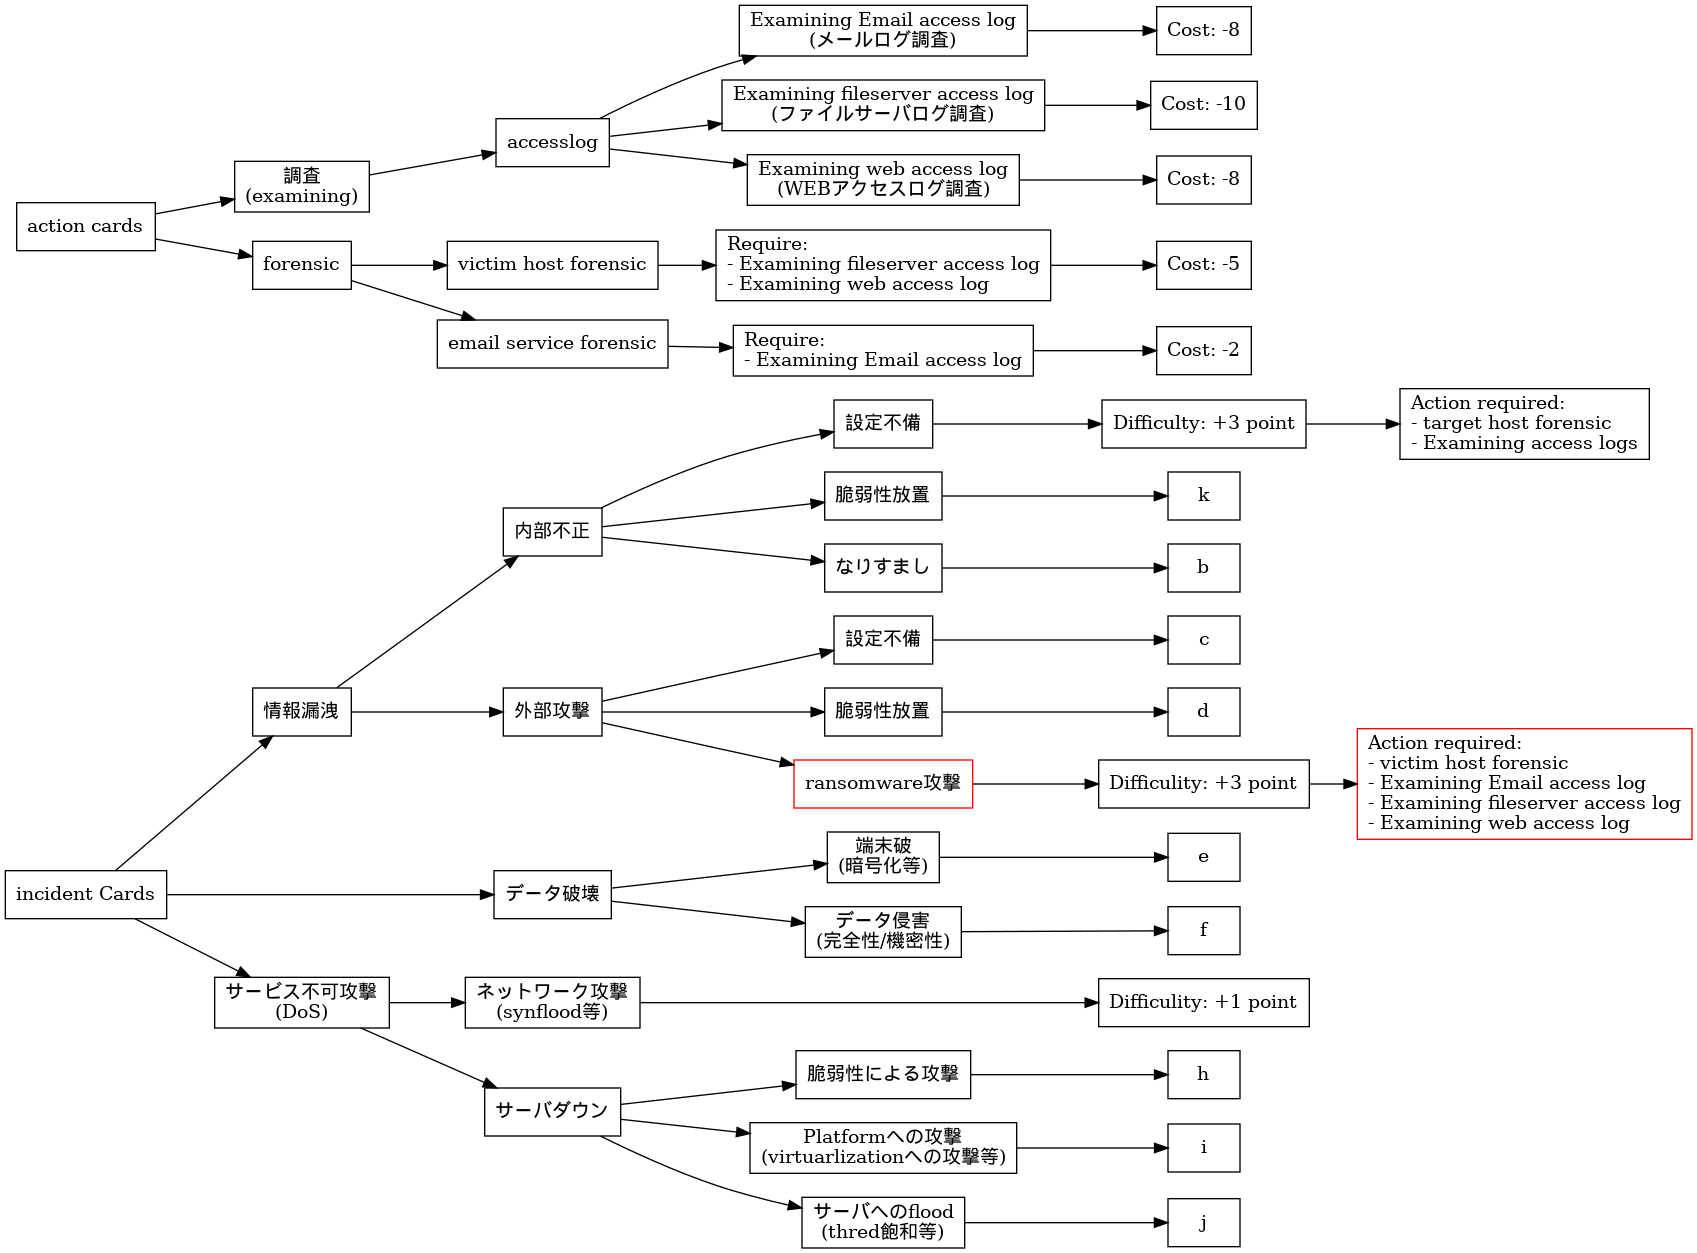 action cards
調査
(examining)
accesslog
Examining Email access log
(メールログ調査)
Cost: -8
Examining fileserver access log
(ファイルサーバログ調査)
Cost: -10
Examining web access log
(WEBアクセスログ調査)
Cost: -8
forensic
victim host forensic
Require:
- Examining fileserver access log
- Examining web access log
Cost: -5
email service forensic
Require:
- Examining Email access log
Cost: -2
incident Cards
情報漏洩
内部不正
設定不備
Difficulty: +3 point
Action required:
- target host forensic
- Examining access logs
脆弱性放置
k
なりすまし
b
外部攻撃
設定不備
c
脆弱性放置
d
ransomware攻撃
Difficulity: +3 point
Action required:
- victim host forensic
- Examining Email access log
- Examining fileserver access log
- Examining web access log
データ破壊
端末破
(暗号化等)
e
データ侵害
(完全性/機密性)
f
サービス不可攻撃
(DoS)
ネットワーク攻撃
(synflood等)
Difficulity: +1 point
サーバダウン
脆弱性による攻撃
h
Platformへの攻撃
(virtuarlizationへの攻撃等)
i
サーバへのflood
(thred飽和等)
j